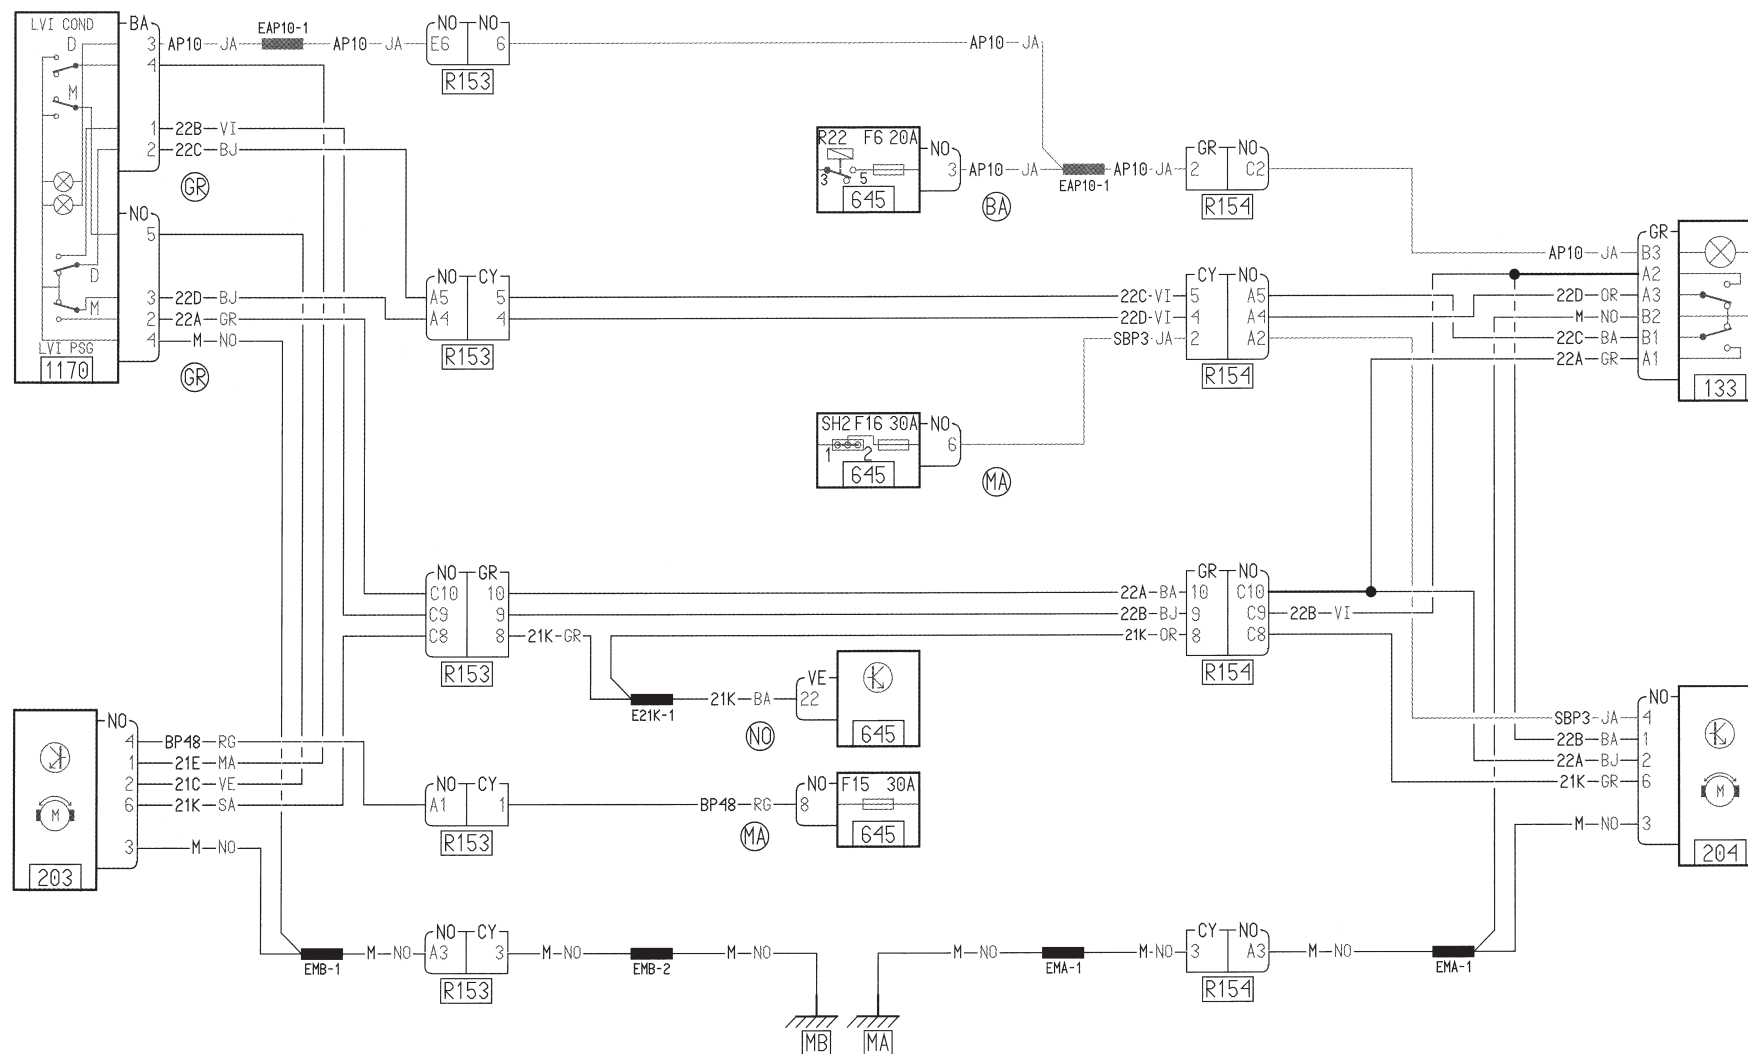 LVI COND
BA
D
3 AP10 JA
EAP10-1
AP10 JA
NO NO
E6 6
R153
AP10 JA
4
M
1 22B VI
2 22C BJ
GR
NO
5
D
3 22D BJ
M
2 22A GR
4 M NO
LVI PSG
1170
GR
R22 F6 20A
NO
3 5
3 AP10 JA
645
BA
EAP10-1
AP10 JA
GR NO
2 C2
R154
NO CY
A5 5
A4 4
R153
CY NO
22C VI 5 A5
22D VI 4 A4
SBP3 JA 2 A2
R154
GR
AP10 JA B3
A2
22D OR A3
M NO B2
22C BA B1
22A GR A1
133
SH2 F16 30A
NO
1 2
6
645
MA
NO GR
C10 10
C9 9
C8 8
R153
21K GR
GR NO
22A BA 10 C10
22B BJ 9 C9 22B VI
21K OR 8 C8
R154
E21K-1
21K BA
VE
22
645
NO
NO
4 BP48 RG
1 21E MA
2 21C VE
6 21K SA
M
3 M NO
203
NO CY
A1 1
R153
BP48 RG
NO
8
F15 30A
645
MA
NO
SBP3 JA 4
22B BA 1
22A BJ 2
21K GR 6
M
M NO 3
204
EMB-1
M NO
NO CY
A3 3
R153
M NO
EMB-2
M NO
MB
MA
M NO
EMA-1
M NO
CY NO
3 A3
R154
M NO
EMA-1